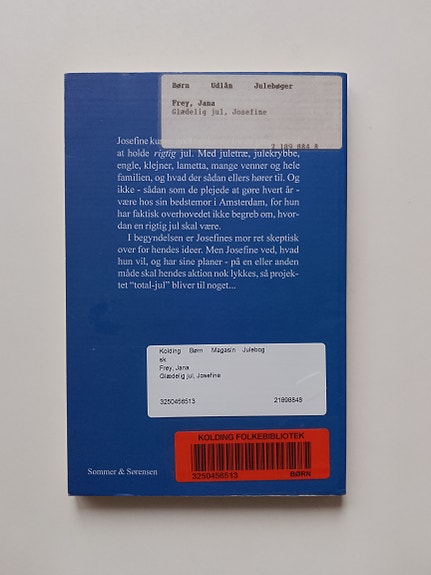 Børn Udlån Julebøger
Frey, Jana
Glædelig jul, Josefine
2 189 884 8
Josefine
at holde rigtig jul. Med juletræ, julekrybbe,
engle, klejner, lametta, mange venner og hele
familien, og hvad der sådan ellers hører til. Og
ikke - sådan som de plejede at gøre hvert år -
være hos sin bedstemor i Amsterdam, for hun
har faktisk overhovedet ikke begreb om, hvor-
dan en rigtig jul skal være.
I begyndelsen er Josefines mor ret skeptisk
over for hendes ideer. Men Josefine ved, hvad
hun vil, og har sine planer - på en eller anden
måde skal hendes aktion nok lykkes, så projek-
tet “total-jul” bliver til noget...
Kolding Børn Magasin Julebog
sk
Frey, Jana
Glædelig jul, Josefine
3250456513 21898848
KOLDING FOLKEBIBLIOTEK
3250456513 BØRN
Sommer & Sørensen